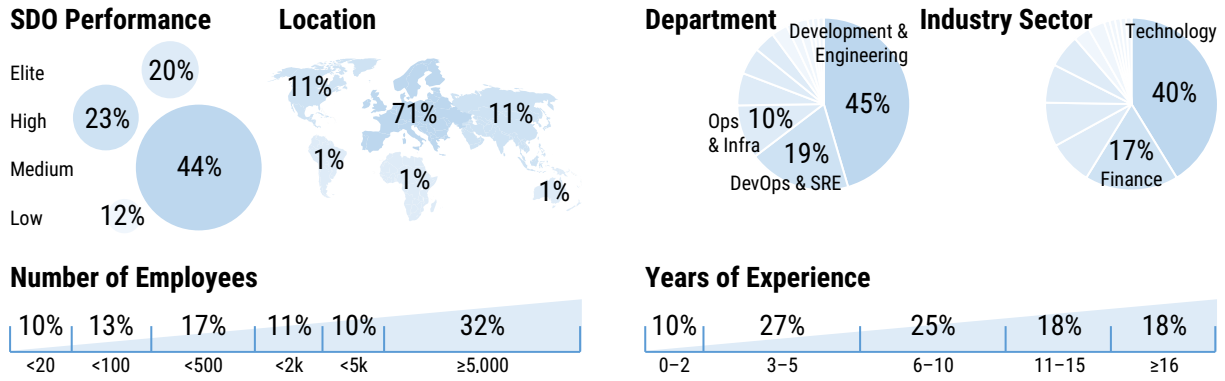 SDO Performance
Elite
20%
High
23%
Medium
44%
Low
12%
Location
11%
71%
11%
1%
1%
1%
Department
Development &
Engineering
45%
Ops
& Infra
10%
19%
DevOps & SRE
Industry Sector
Technology
40%
17%
Finance
Number of Employees
10% 13% 17% 11% 10% 32%
<20 <100 <500 <2k <5k ≥5,000
Years of Experience
10% 27% 25% 18% 18%
0–2 3–5 6–10 11–15 ≥16